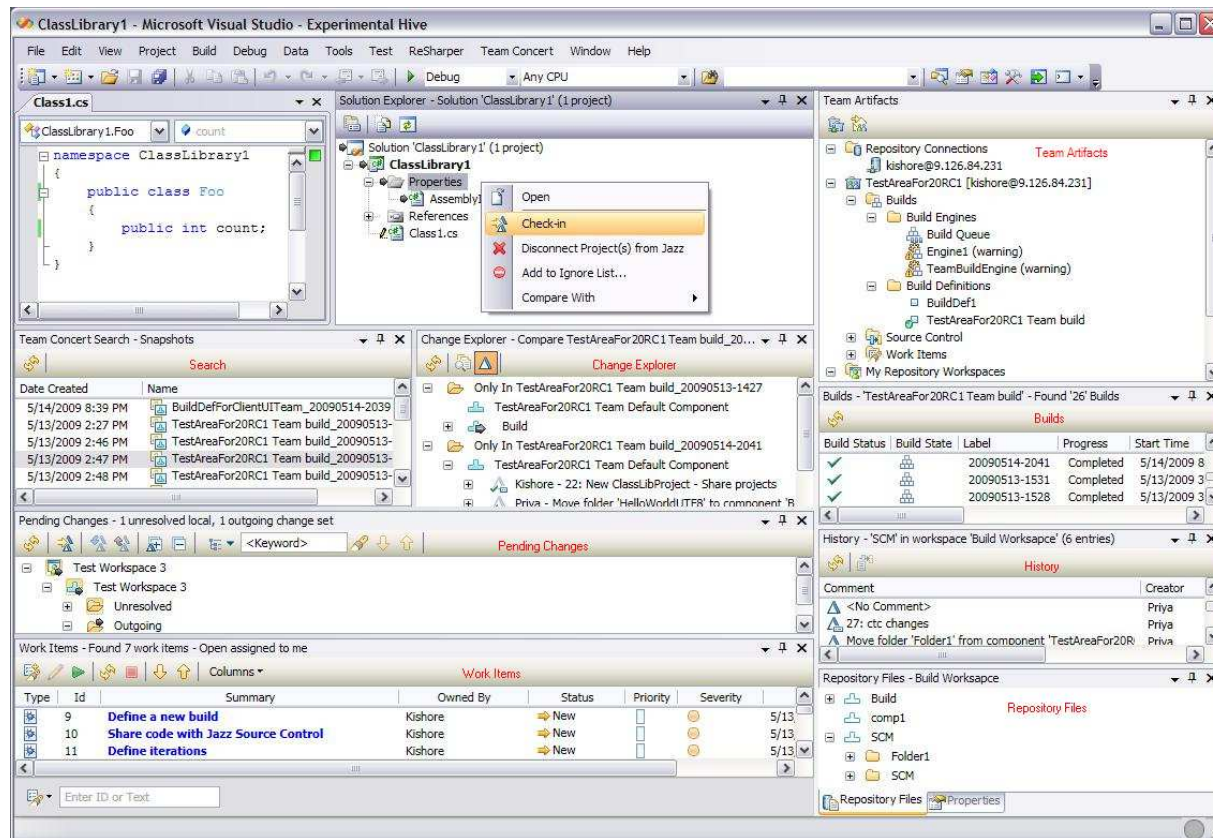 ClassLibrary1 - Microsoft Visual Studio - Experimental Hive
File Edit View Project Build Debug Data Tools Test ReSharper Team Concert Window Help
Debug Any CPU
Class1.cs
ClassLibrary1.Foo count
namespace ClassLibrary1
{
public class Foo
{
public int count;
}
}
Solution Explorer - Solution 'ClassLibrary1' (1 project)
Solution 'ClassLibrary1' (1 project)
ClassLibrary1
Properties
Assembly
References
Class1.cs
Open
Check-in
Disconnect Project(s) from Jazz
Add to Ignore List...
Compare With
Team Artifacts
Team Artifacts
Repository Connections
kishore@9.126.84.231
TestAreaFor20RC1 [kishore@9.126.84.231]
Builds
Build Engines
Build Queue
Engine1 (warning)
TeamBuildEngine (warning)
Build Definitions
BuildDef1
TestAreaFor20RC1 Team build
Source Control
Work Items
My Repository Workspaces
Team Concert Search - Snapshots
Search
Date Created Name
5/14/2009 8:39 PM BuildDefForClientUITeam_20090514-2039
5/13/2009 2:27 PM TestAreaFor20RC1 Team build_20090513-
5/13/2009 2:46 PM TestAreaFor20RC1 Team build_20090513-
5/13/2009 2:47 PM TestAreaFor20RC1 Team build_20090513-
5/13/2009 2:48 PM TestAreaFor20RC1 Team build_20090513-
Change Explorer - Compare TestAreaFor20RC1 Team build_20...
Change Explorer
Only In TestAreaFor20RC1 Team build_20090513-1427
TestAreaFor20RC1 Team Default Component
Build
Only In TestAreaFor20RC1 Team build_20090514-2041
TestAreaFor20RC1 Team Default Component
Kishore - 22: New ClassLibProject - Share projects
Priya - Move folder 'HelloWorldUTF8' to component 'B
Builds - 'TestAreaFor20RC1 Team build' - Found '26' Builds
Builds
Build Status Build State Label Progress Start Time
20090514-2041 Completed 5/14/2009 8
20090513-1531 Completed 5/13/2009 3
20090513-1528 Completed 5/13/2009 3
Pending Changes - 1 unresolved local, 1 outgoing change set
<Keyword>
Pending Changes
Test Workspace 3
Test Workspace 3
Unresolved
Outgoing
History - 'SCM' in workspace 'Build Worksapce' (6 entries)
History
Comment Creator
<No Comment> Priya
27: ctc changes Priya
Move folder 'Folder1' from component 'TestAreaFor20R Priya
Work Items - Found 7 work items - Open assigned to me
Columns
Work Items
Type Id Summary Owned By Status Priority Severity
9 Define a new build Kishore New 5/13
10 Share code with Jazz Source Control Kishore New 5/13
11 Define iterations Kishore New 5/13
Enter ID or Text
Repository Files - Build Worksapce
Repository Files
Build
comp1
SCM
Folder1
SCM
Repository Files Properties